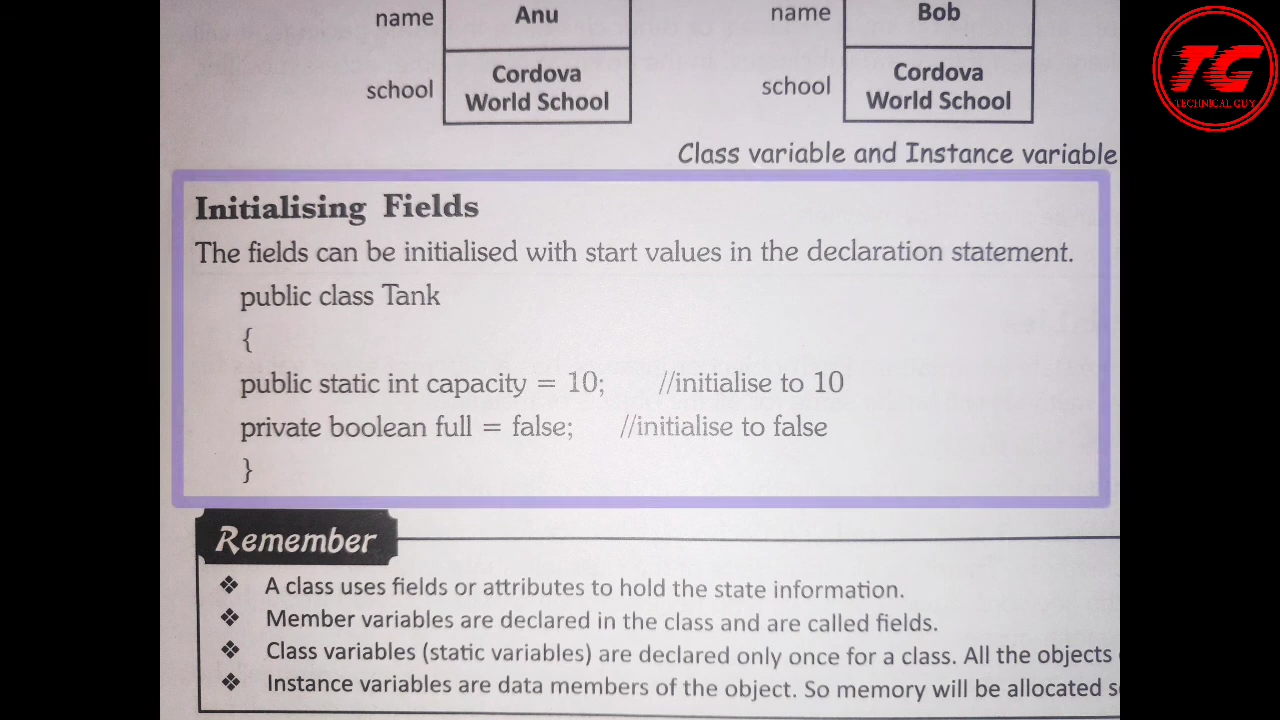 name Anu name Bob
school Cordova World School school Cordova World School
TG
TECHNICAL GUY
Class variable and Instance variable
Initialising Fields
The fields can be initialised with start values in the declaration statement.
public class Tank
{
public static int capacity = 10; //initialise to 10
private boolean full = false; //initialise to false
}
Remember
❖ A class uses fields or attributes to hold the state information.
❖ Member variables are declared in the class and are called fields.
❖ Class variables (static variables) are declared only once for a class. All the objects
❖ Instance variables are data members of the object. So memory will be allocated